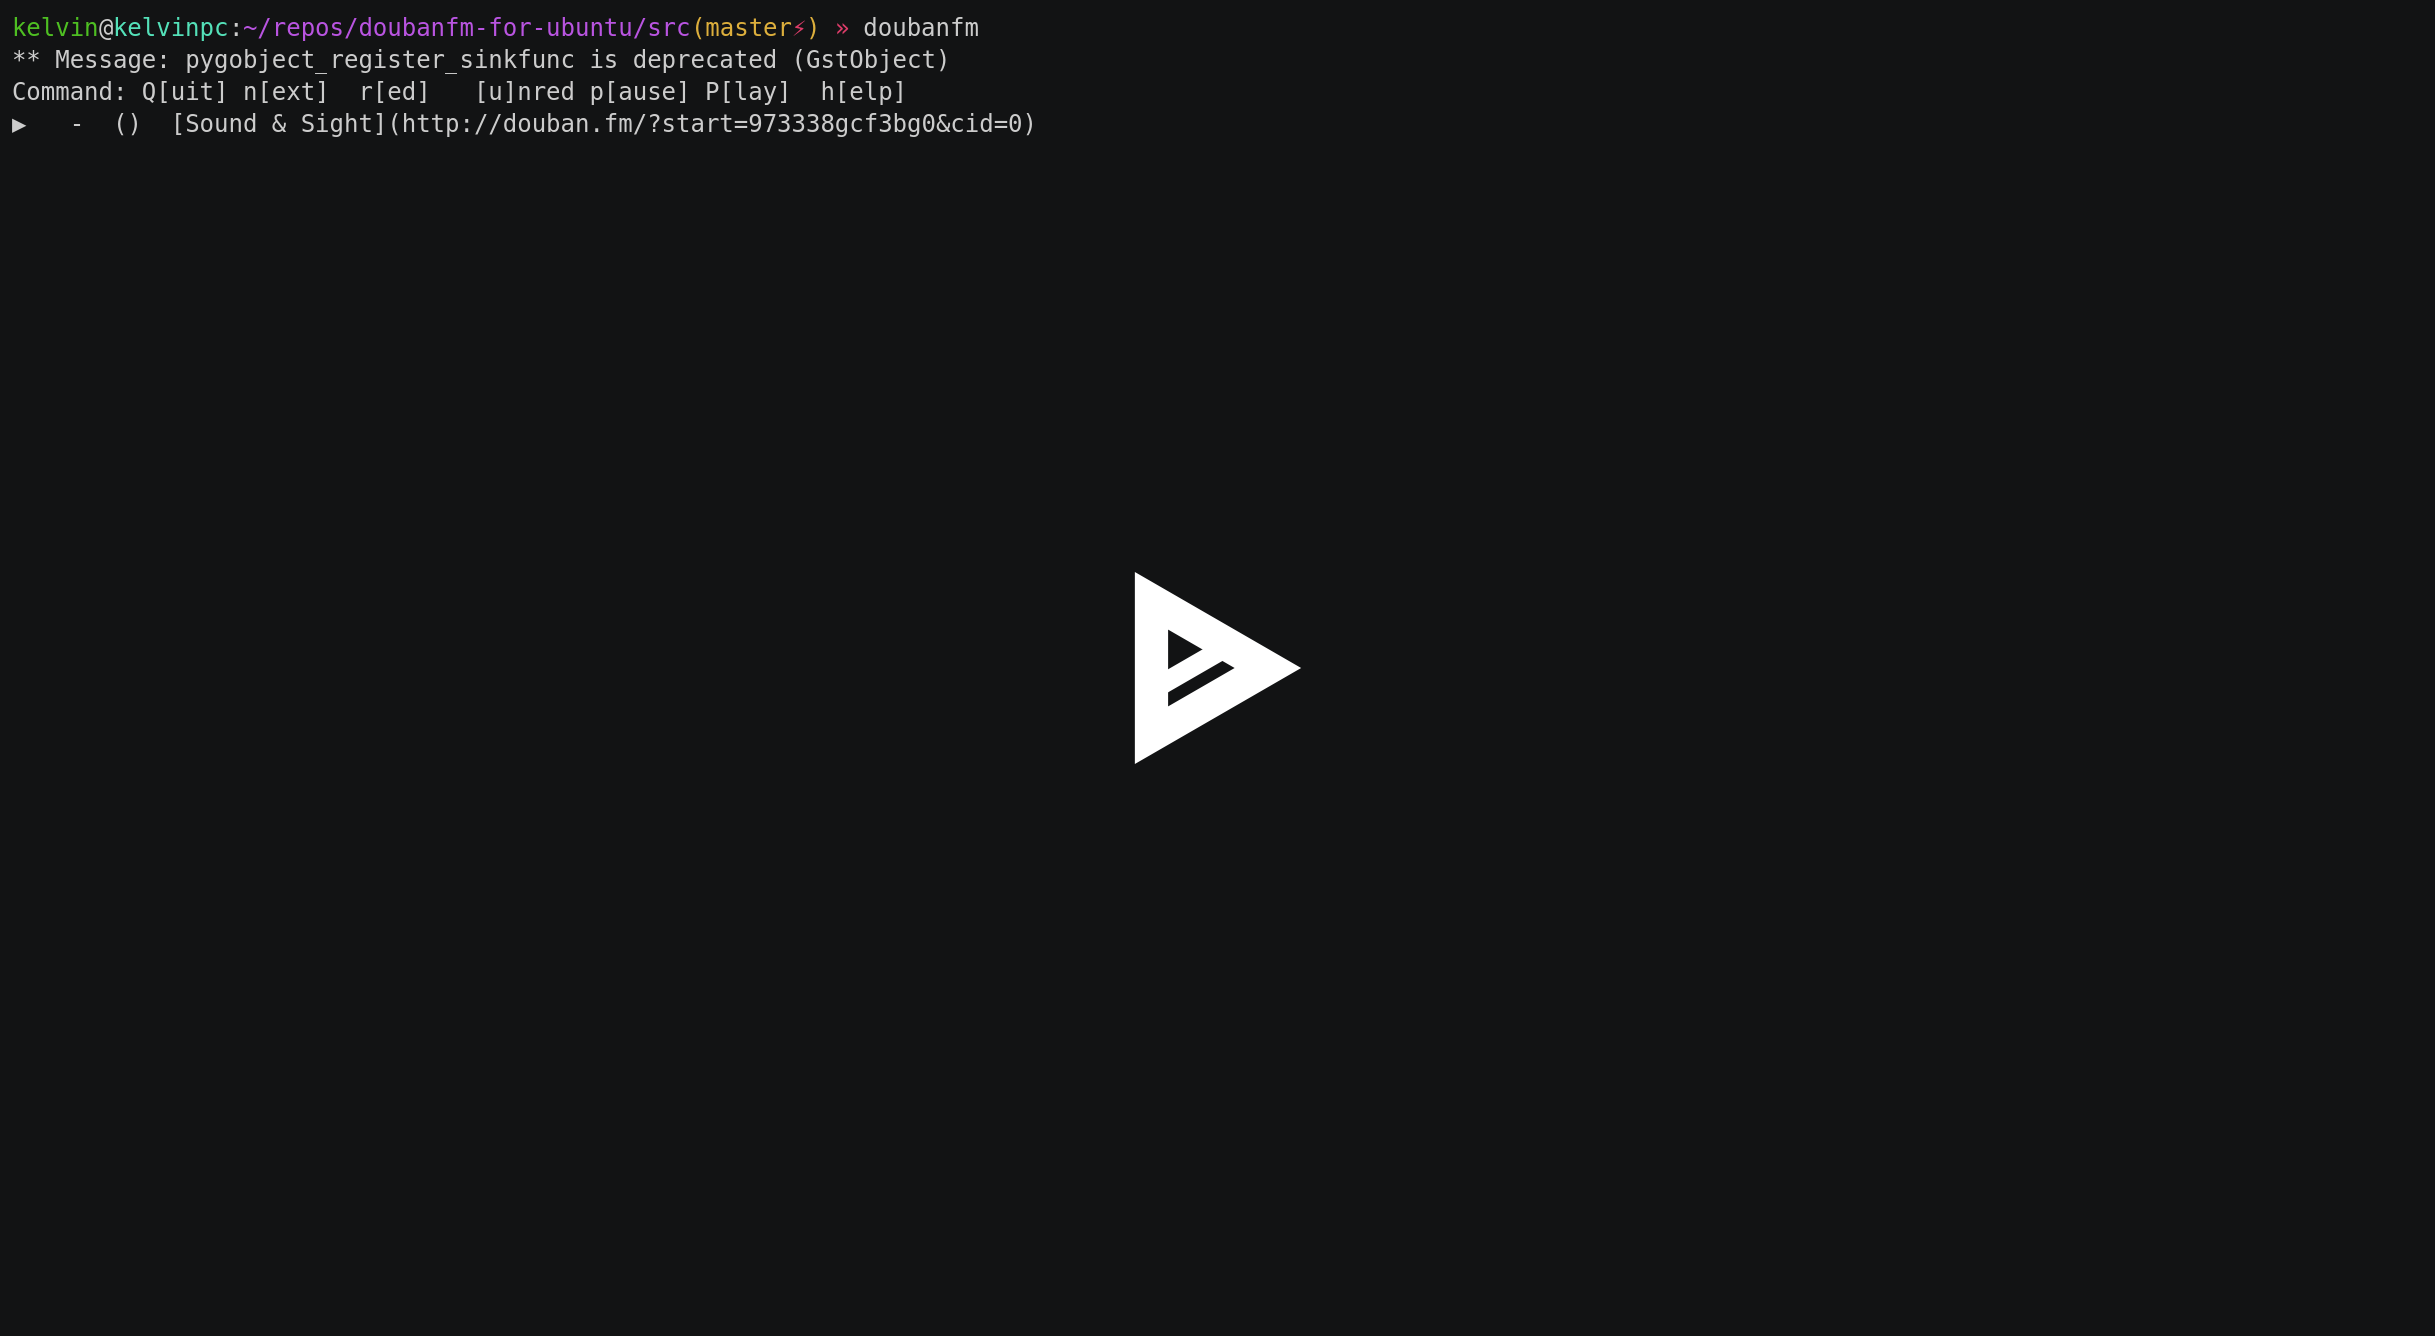 kelvin@kelvinpc:~/repos/doubanfm-for-ubuntu/src(master⚡) » doubanfm
** Message: pygobject_register_sinkfunc is deprecated (GstObject)
Command: Q[uit] n[ext]  r[ed]   [u]nred p[ause] P[lay]  h[elp]
▶   -  ()  [Sound & Sight](http://douban.fm/?start=973338gcf3bg0&cid=0)